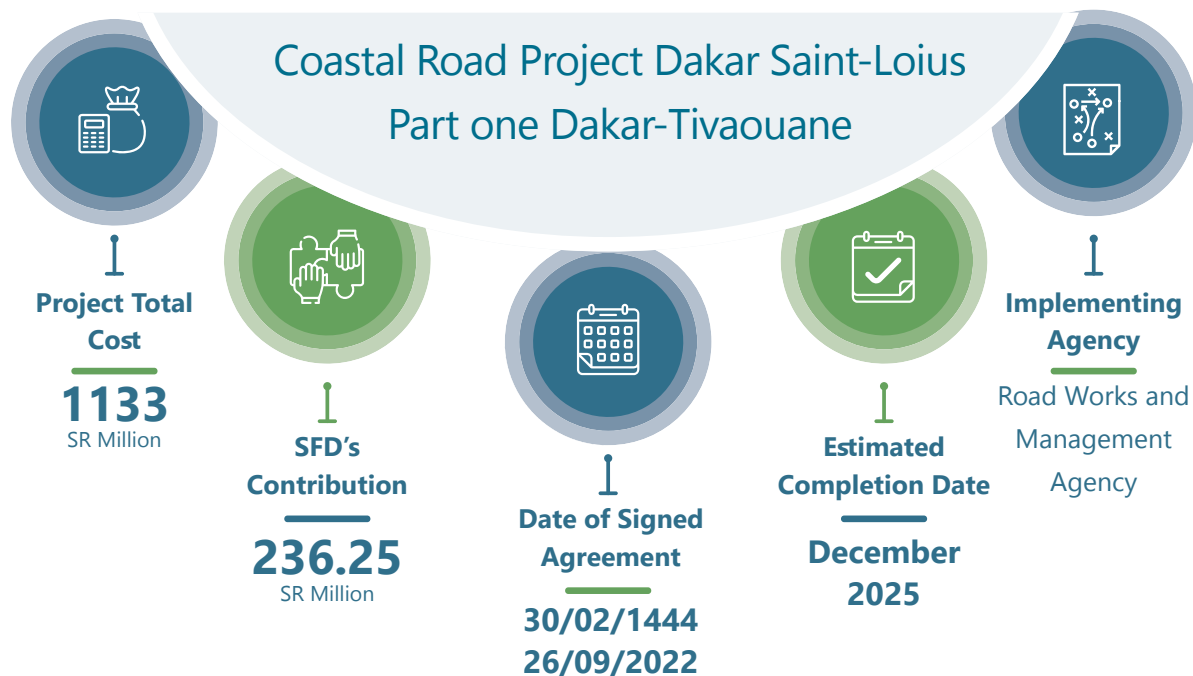 Coastal Road Project Dakar Saint-Loius
Part one Dakar-Tivaouane
Project Total
Cost
1133
SR Million
SFD's
Contribution
236.25
SR Million
Date of Signed
Agreement
30/02/1444
26/09/2022
Estimated
Completion Date
December
2025
Implementing
Agency
Road Works and
Management
Agency